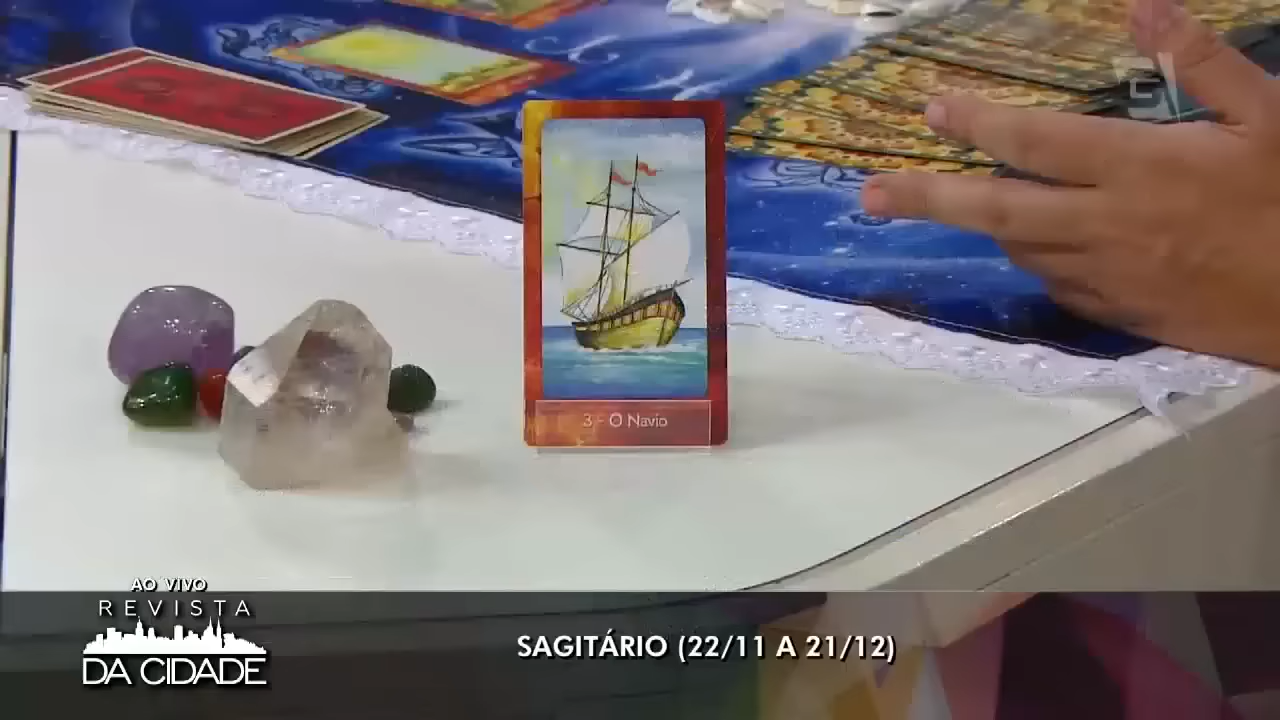 3 - O Navio
AO VIVO
REVISTA
DA CIDADE
SAGITÁRIO (22/11 A 21/12)